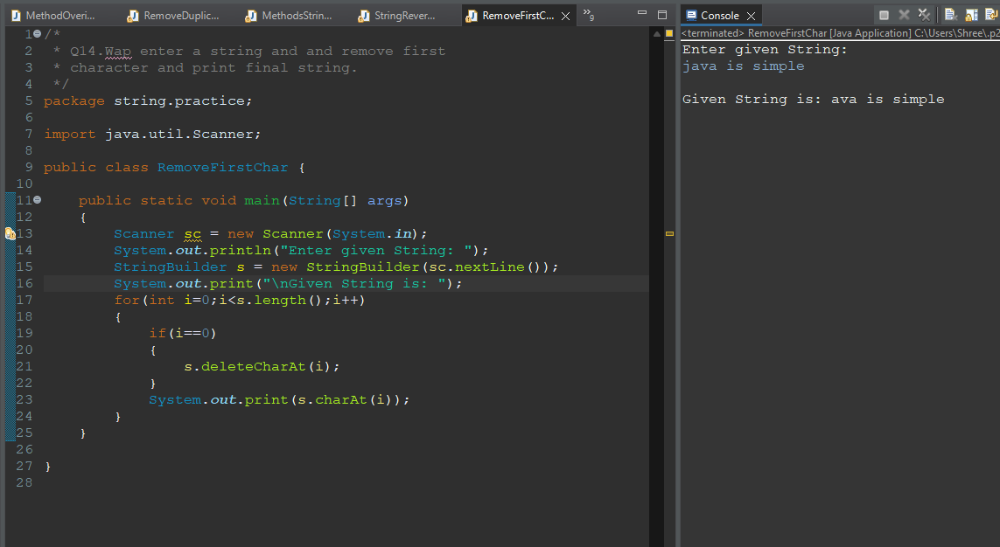 MethodOveri... RemoveDuplic... MethodsStrin... StringRever... RemoveFirstC... »9
1 /*
2  * Q14.Wap enter a string and and remove first
3  * character and print final string.
4  */
5 package string.practice;
6
7 import java.util.Scanner;
8
9 public class RemoveFirstChar {
10
11     public static void main(String[] args)
12     {
13         Scanner sc = new Scanner(System.in);
14         System.out.println("Enter given String: ");
15         StringBuilder s = new StringBuilder(sc.nextLine());
16         System.out.print("\nGiven String is: ");
17         for(int i=0;i<s.length();i++)
18         {
19             if(i==0)
20             {
21                 s.deleteCharAt(i);
22             }
23             System.out.print(s.charAt(i));
24         }
25     }
26
27 }
28
Console
<terminated> RemoveFirstChar [Java Application] C:\Users\Shree\.p2
Enter given String:
java is simple
Given String is: ava is simple